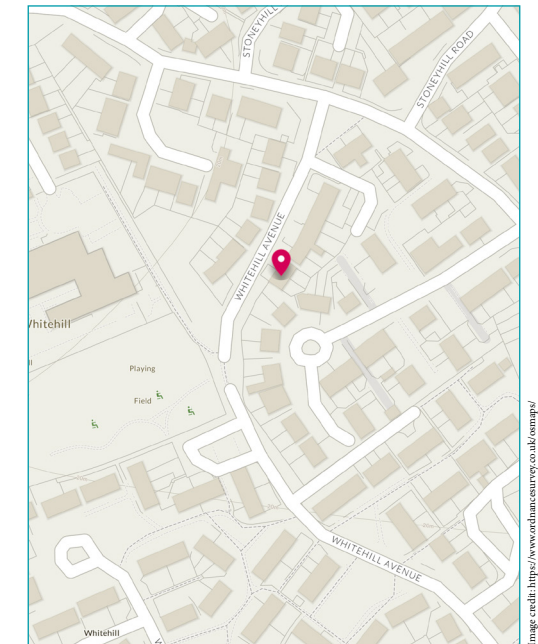 STONEYHILL
STONEYHILL ROAD
WHITEHILL AVENUE
Whitehill
ll
Playing
Field
WHITEHILL AVENUE
Whitehill
Image credit: https://www.ordnancesurvey.co.uk/osmaps/